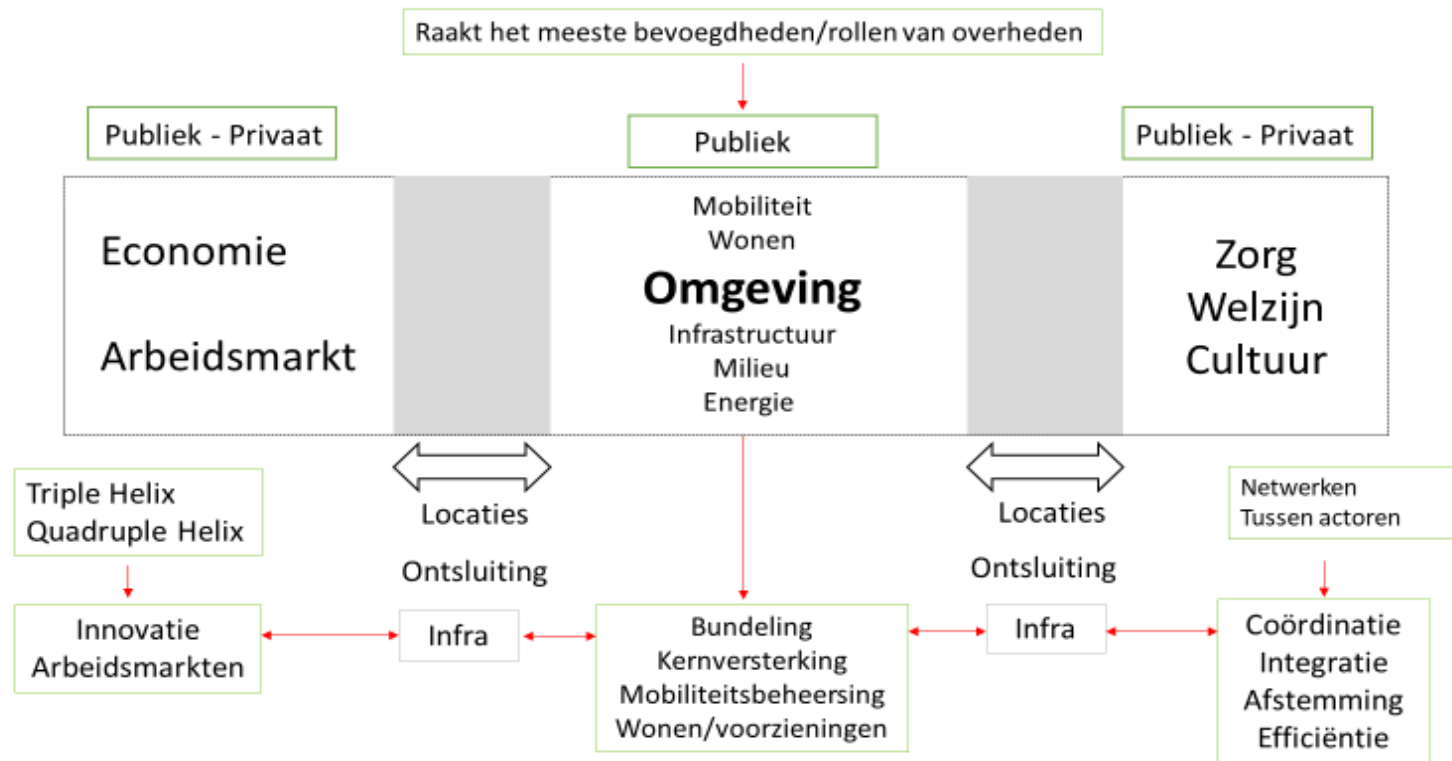 Raakt het meeste bevoegdheden/rollen van overheden
Publiek - Privaat
Publiek
Publiek - Privaat
Economie
Arbeidsmarkt
Mobiliteit
Wonen
Omgeving
Infrastructuur
Milieu
Energie
Zorg
Welzijn
Cultuur
Triple Helix
Quadruple Helix
Locaties
Ontsluiting
Locaties
Ontsluiting
Netwerken
Tussen actoren
Innovatie
Arbeidsmarkten
Infra
Bundeling
Kernversterking
Mobiliteitsbeheersing
Wonen/voorzieningen
Infra
Coördinatie
Integratie
Afstemming
Efficiëntie